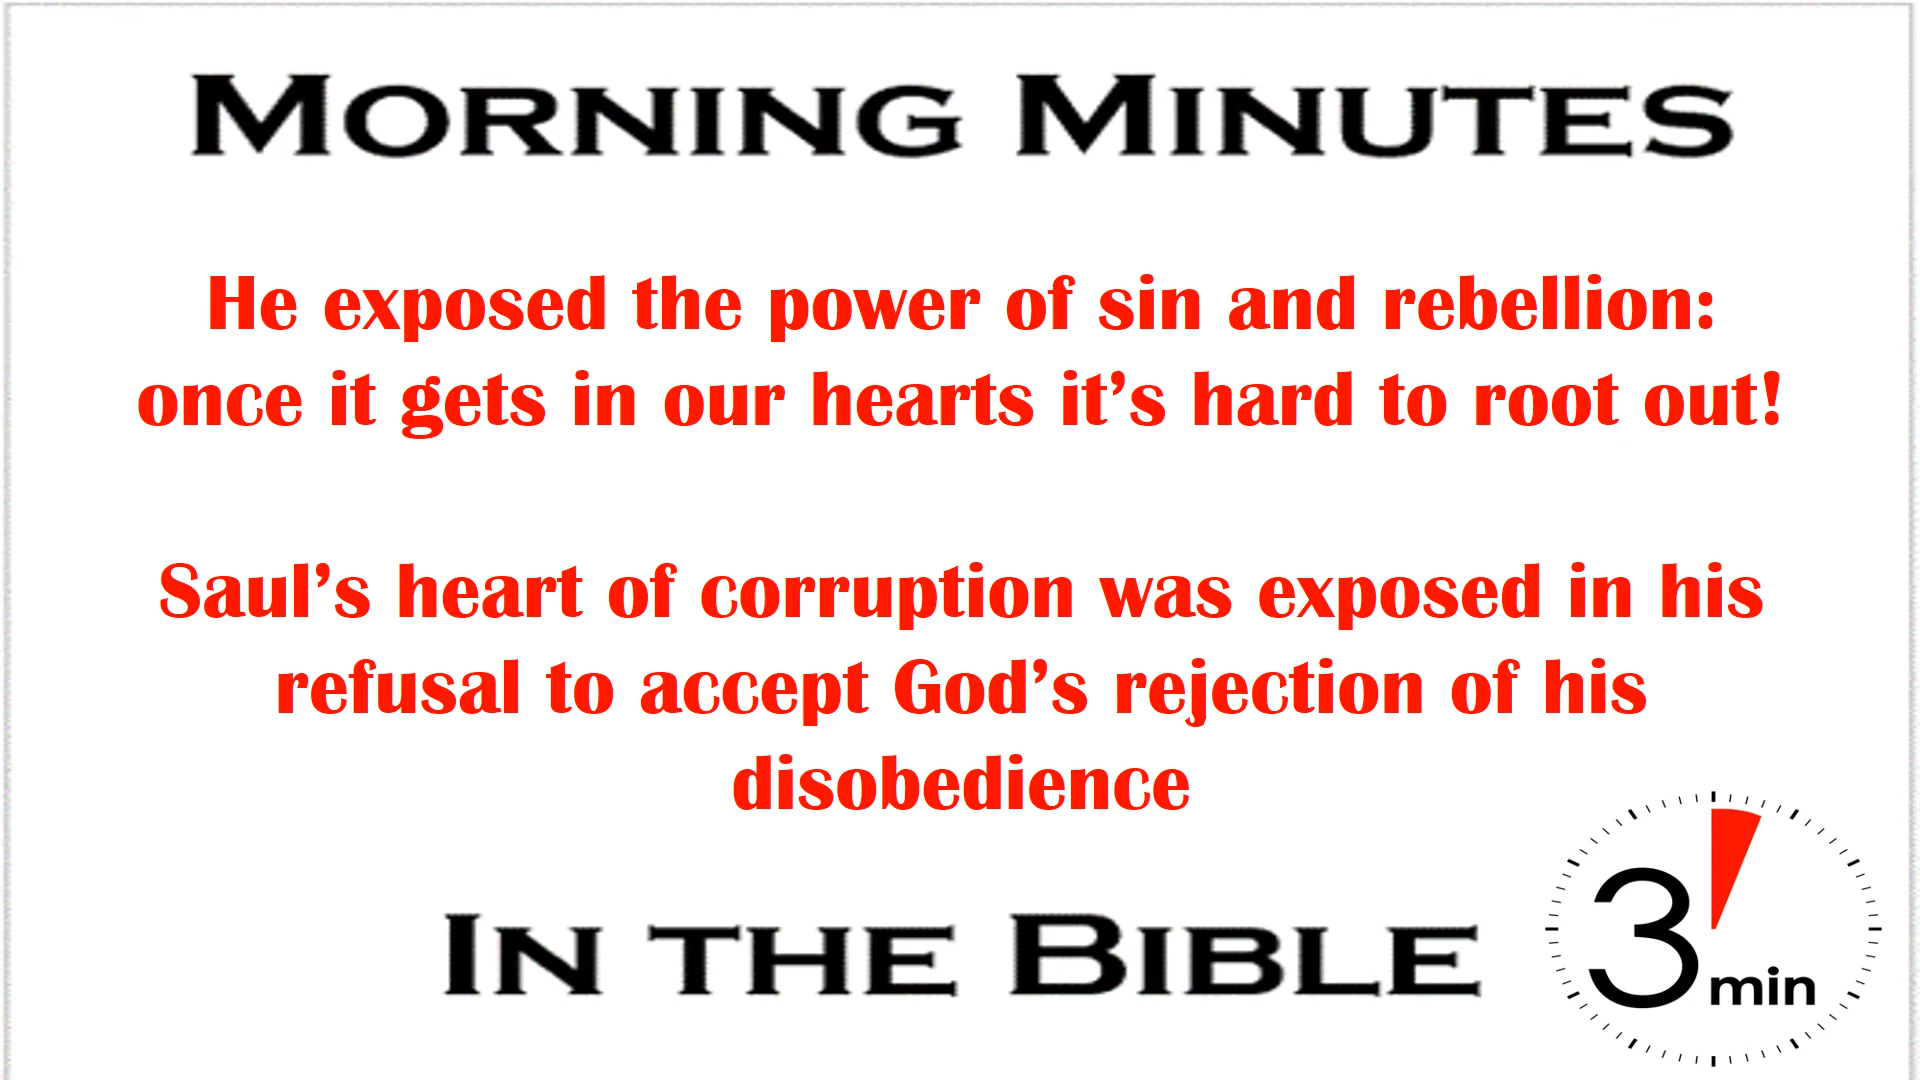 MORNING MINUTES
He exposed the power of sin and rebellion:
once it gets in our hearts it’s hard to root out!
Saul’s heart of corruption was exposed in his
refusal to accept God’s rejection of his
disobedience
IN THE BIBLE
3 min